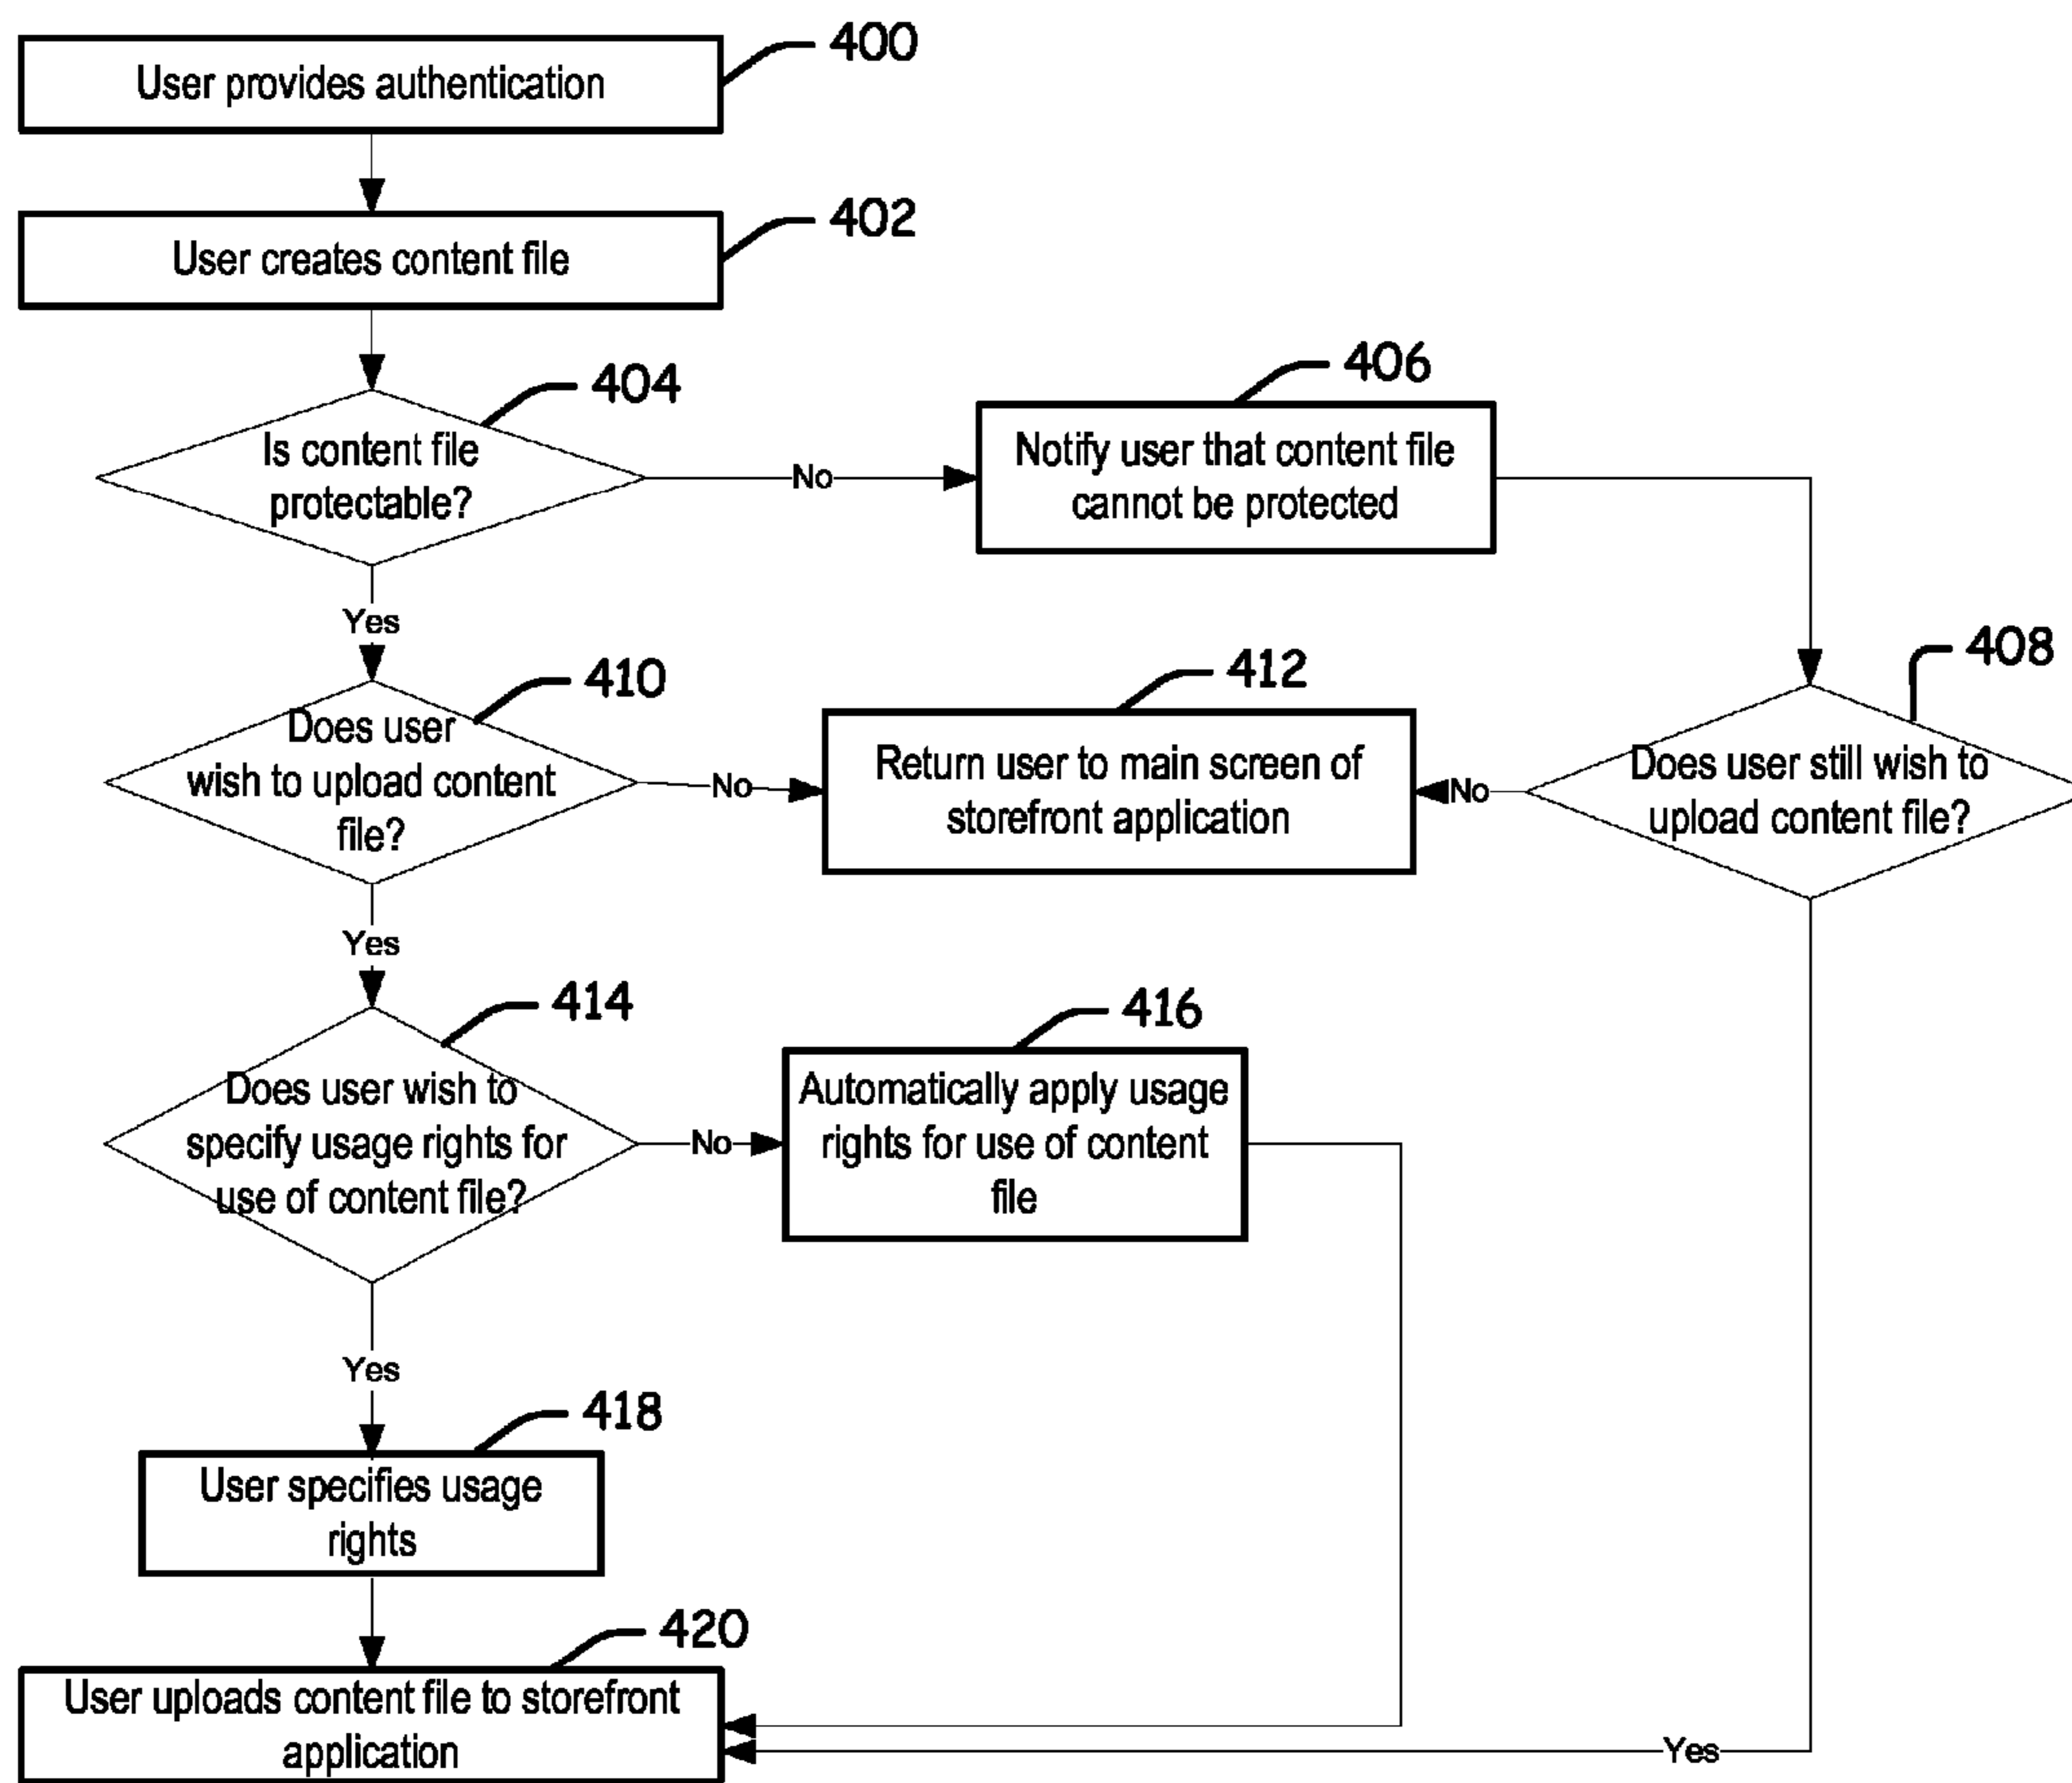 400
User provides authentication
402
User creates content file
404
Is content file
protectable?
No
406
Notify user that content file
cannot be protected
Yes
408
Does user still wish to
upload content file?
No
410
Does user
wish to upload content
file?
No
412
Return user to main screen of
storefront application
Yes
414
Does user wish to
specify usage rights for
use of content file?
No
416
Automatically apply usage
rights for use of content
file
Yes
418
User specifies usage
rights
420
User uploads content file to storefront
application
Yes